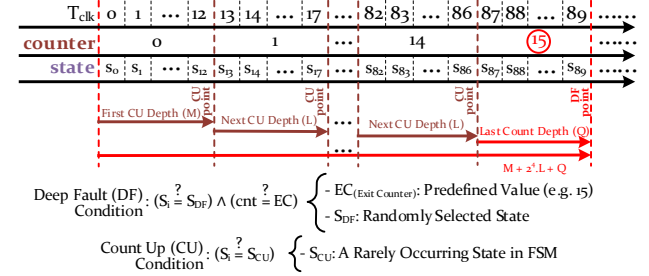 Tclk 0 1 ... 12 13 14 ... 17 ... 82 83 ... 86 87 88 ... 89 ......
counter 0 1 ... 14 15 ......
state S0 S1 ... S12 S13 S14 ... S17 ... S82 S83 ... S86 S87 S88 ... S89 ......
CU point CU point CU point DF point
First CU Depth (M) Next CU Depth (L) ... Next CU Depth (L) Last Count Depth (Q)
... M + 2⁴.L + Q
Deep Fault (DF) Condition : (Si ?= SDF) ∧ (cnt ?= EC)
- EC(Exit Counter): Predefined Value (e.g. 15)
- SDF: Randomly Selected State
Count Up (CU) Condition : (Si ?= SCU)
- SCU: A Rarely Occurring State in FSM